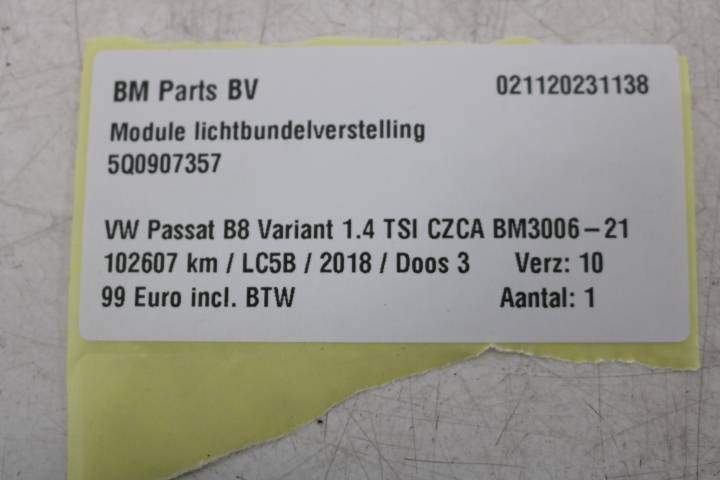 BM Parts BV 021120231138
Module lichtbundelverstelling
5Q0907357
VW Passat B8 Variant 1.4 TSI CZCA BM3006-21
102607 km / LC5B / 2018 / Doos 3 Verz: 10
99 Euro incl. BTW Aantal: 1